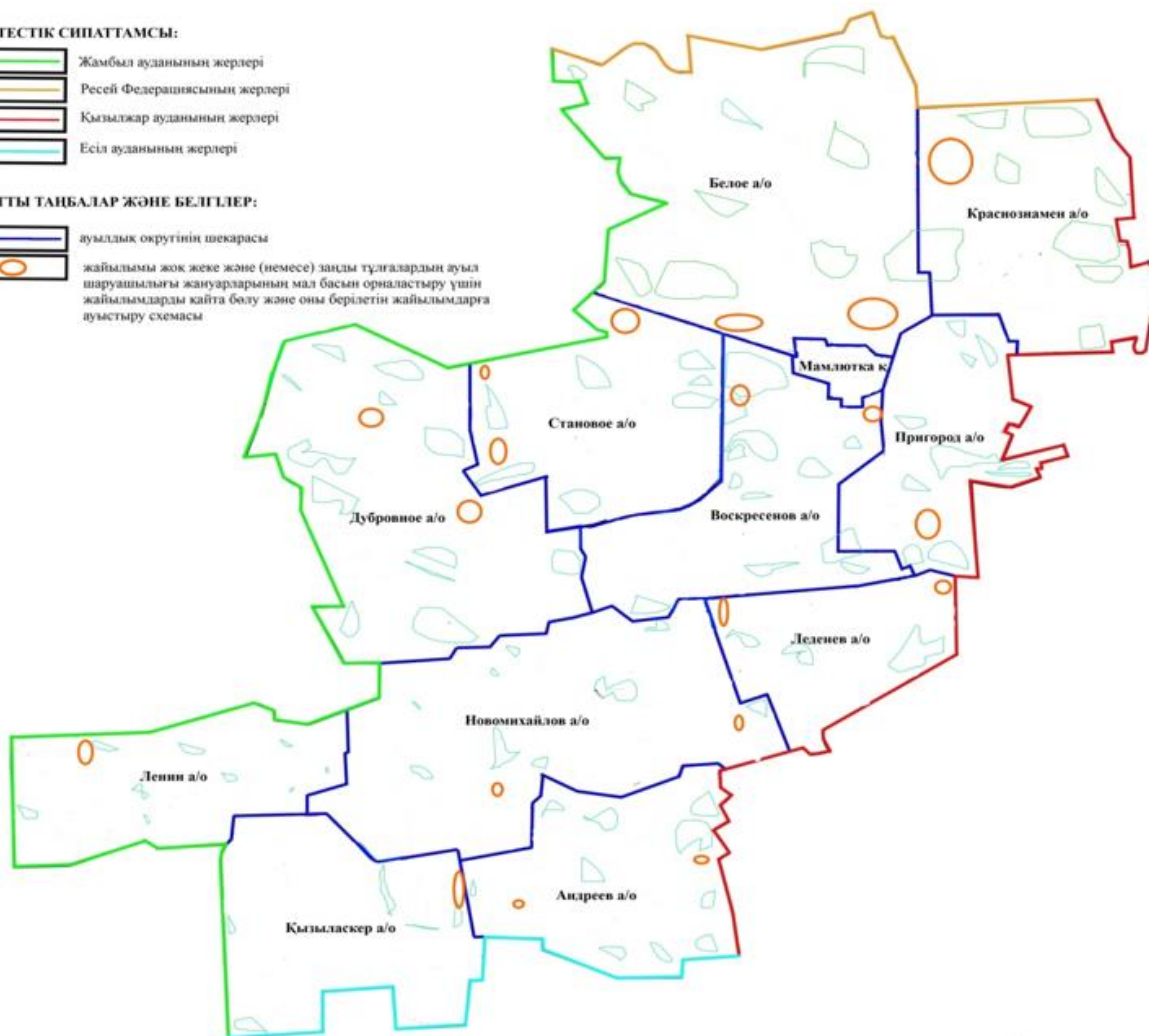 ТЕСТІК СИПАТТАМСЫ:
Жамбыл ауданының жерлері
Ресей Федерациясының жерлері
Қызылжар ауданының жерлері
Есіл ауданының жерлері
ТТЫ ТАҢБАЛАР ЖӘНЕ БЕЛГІЛЕР:
ауылдық округінің шекарасы
жайылымы жоқ жеке және (немесе) заңды тұлғалардың ауыл
шаруашылығы жануарларының мал басын орналастыру үшін
жайылымдарды қайта бөлу және оны берілетін жайылымдарға
ауыстыру схемасы
Белое а/о
Краснознамен а/о
Мамлютка қ
Становое а/о
Пригород а/о
Дубровное а/о
Воскресенов а/о
Леденев а/о
Новомихайлов а/о
Ленин а/о
Андреев а/о
Қызыласкер а/о